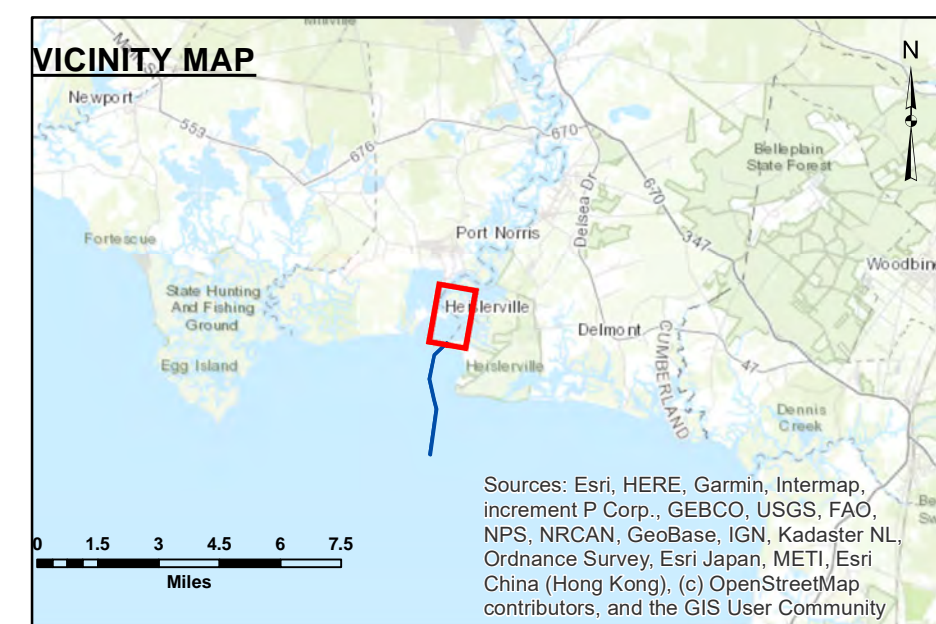 VICINITY MAP
N
Newport
553
676
670
Belleplain
State Forest
Delsea Dr
670
347
Port Norris
Fortescue
Woodbin
State Hunting
And Fishing
Ground
Heislerville
Delmont
CUMBERLAND
47
Egg Island
Heislerville
Dennis
Creek
Sources: Esri, HERE, Garmin, Intermap,
increment P Corp., GEBCO, USGS, FAO,
NPS, NRCAN, GeoBase, IGN, Kadaster NL,
Ordnance Survey, Esri Japan, METI, Esri
China (Hong Kong), (c) OpenStreetMap
contributors, and the GIS User Community
Be
Sw
0 1.5 3 4.5 6 7.5
Miles